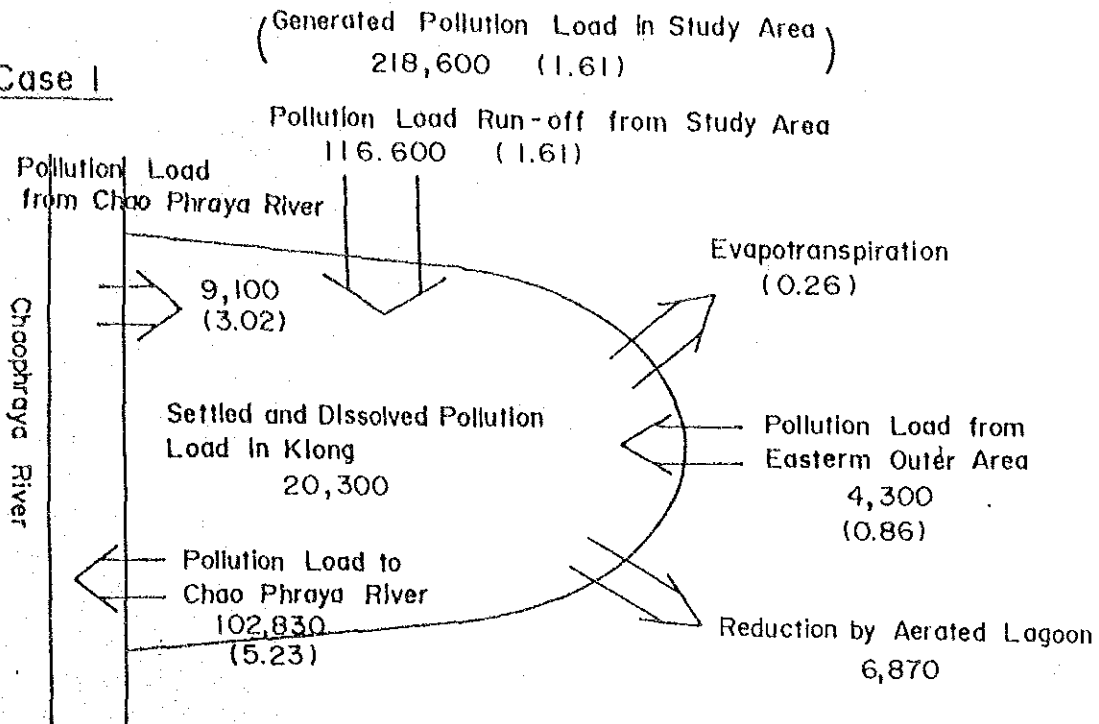 (Generated Pollution Load in Study Area)
218,600 (1.61)
Case 1
Pollution Load Run-off from Study Area
116.600 (1.61)
Pollution Load
from Chao Phraya River
9,100
(3.02)
Evapotranspiration
(0.26)
Chaophraya River
Settled and Dissolved Pollution
Load in Klong
20,300
Pollution Load from
Easterm Outer Area
4,300
(0.86)
Pollution Load to
Chao Phraya River
102,830
(5.23)
Reduction by Aerated Lagoon
6,870